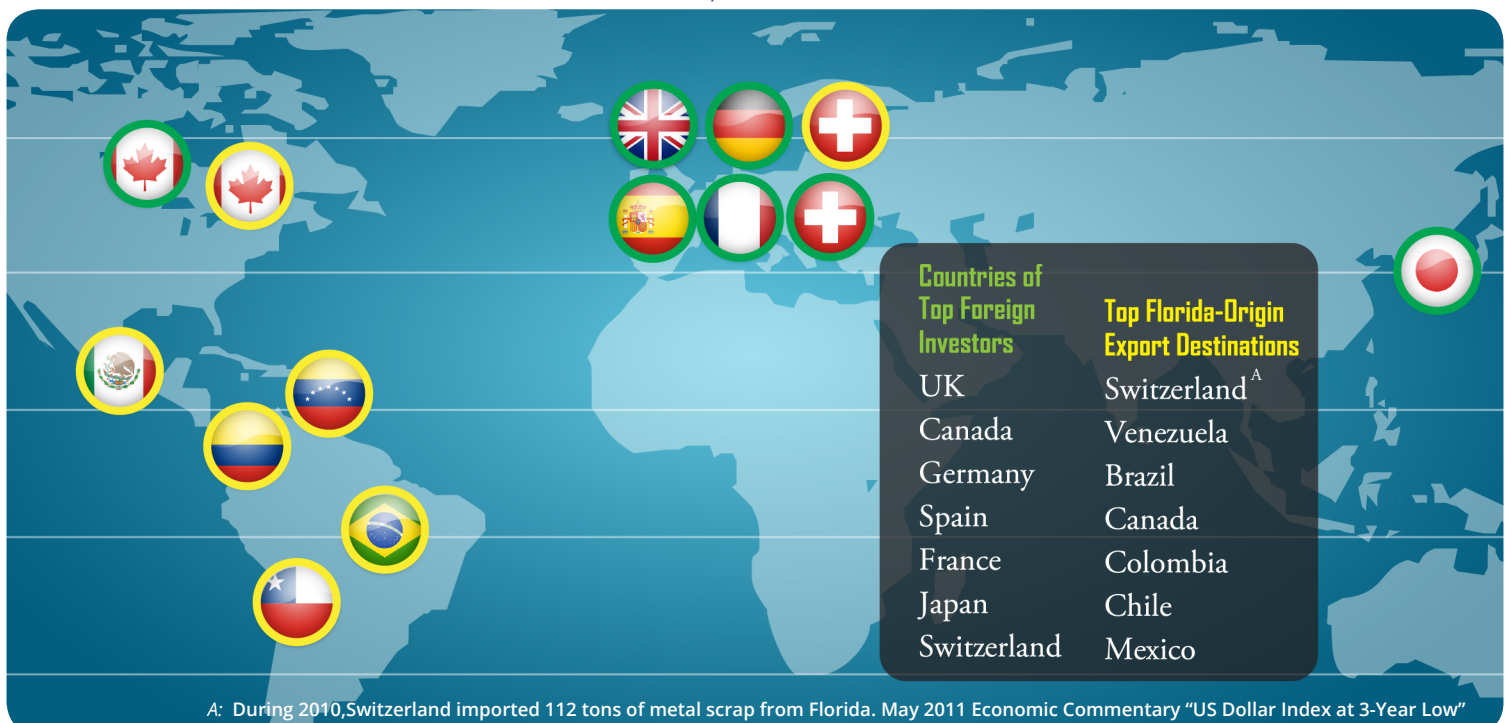 Countries of
Top Foreign
Investors
UK
Canada
Germany
Spain
France
Japan
Switzerland
Top Florida-Origin
Export Destinations
Switzerland A
Venezuela
Brazil
Canada
Colombia
Chile
Mexico
A: During 2010,Switzerland imported 112 tons of metal scrap from Florida. May 2011 Economic Commentary “US Dollar Index at 3-Year Low”